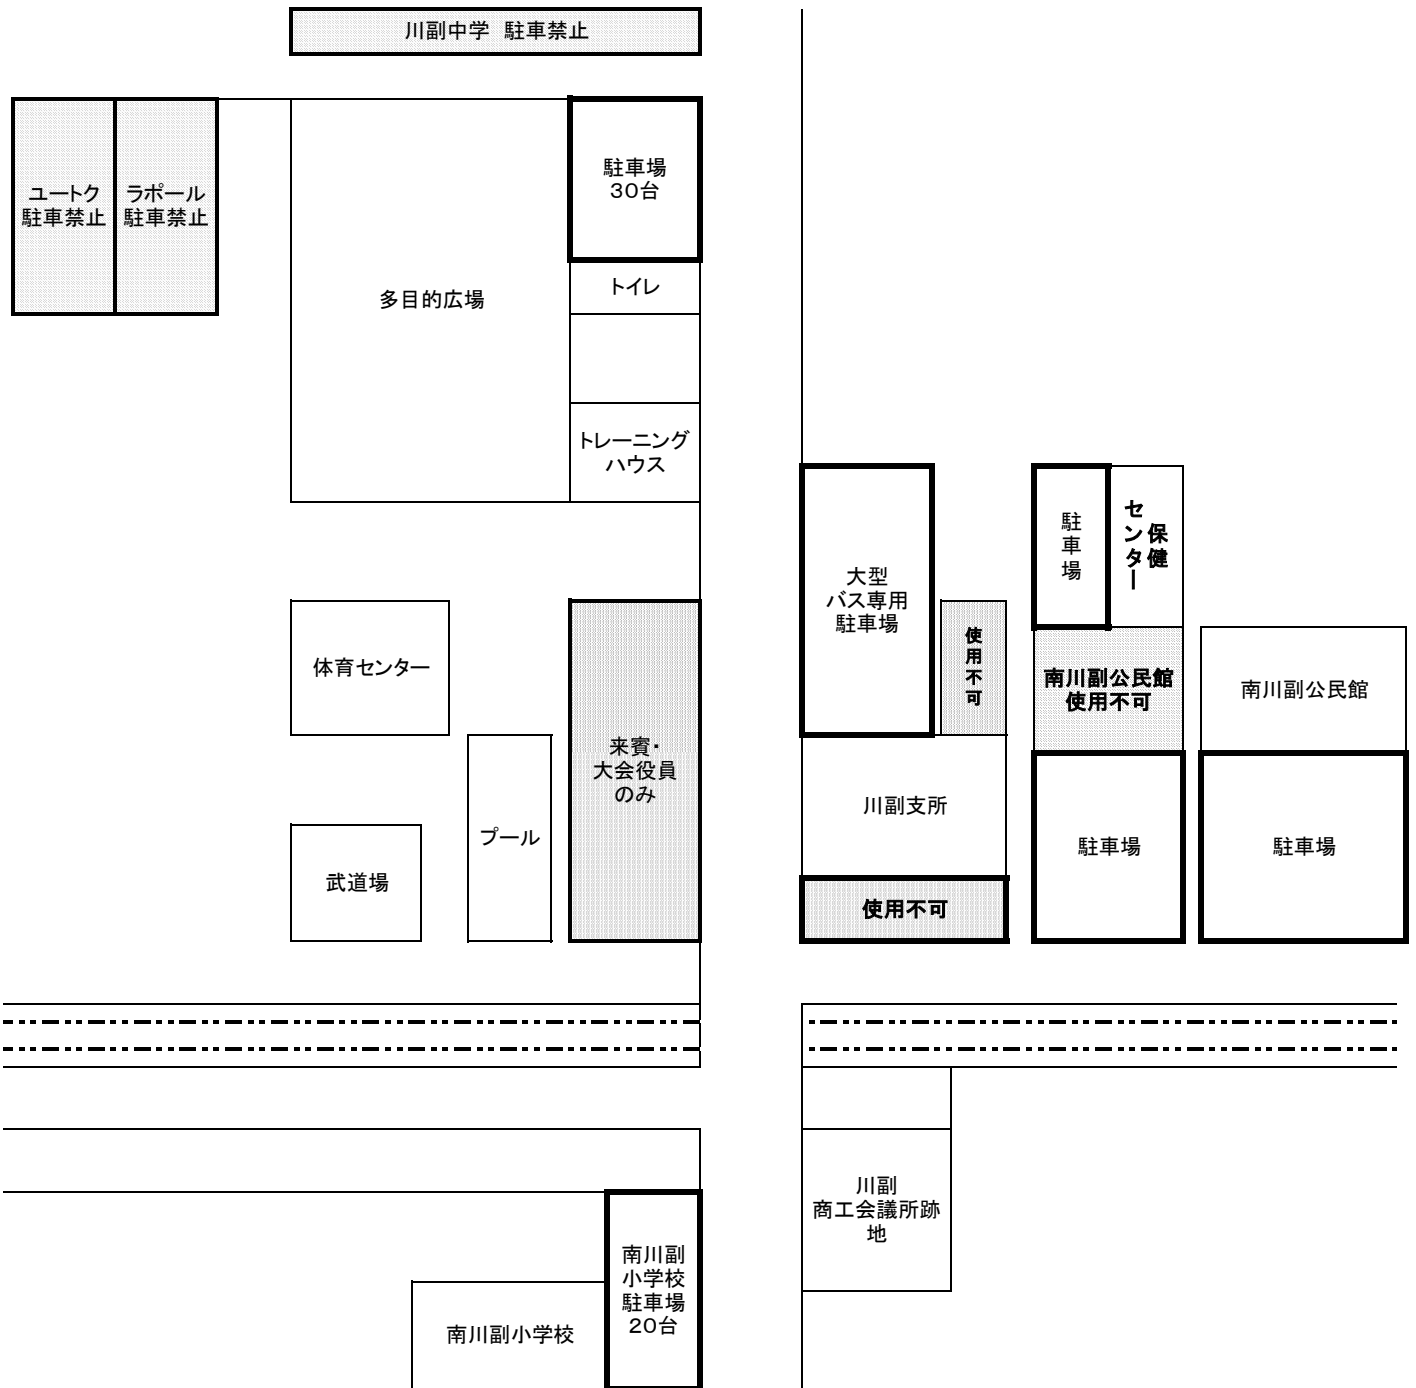 川副中学 駐車禁止
ユートク
駐車禁止
ラポール
駐車禁止
多目的広場
駐車場
30台
トイレ
トレーニング
ハウス
体育センター
武道場
プール
来賓・
大会役員
のみ
大型
バス専用
駐車場
使用不可
川副支所
使用不可
駐車場
保健
センター
南川副公民館
使用不可
駐車場
南川副公民館
駐車場
川副
商工会議所跡
地
南川副小学校
南川副
小学校
駐車場
20台